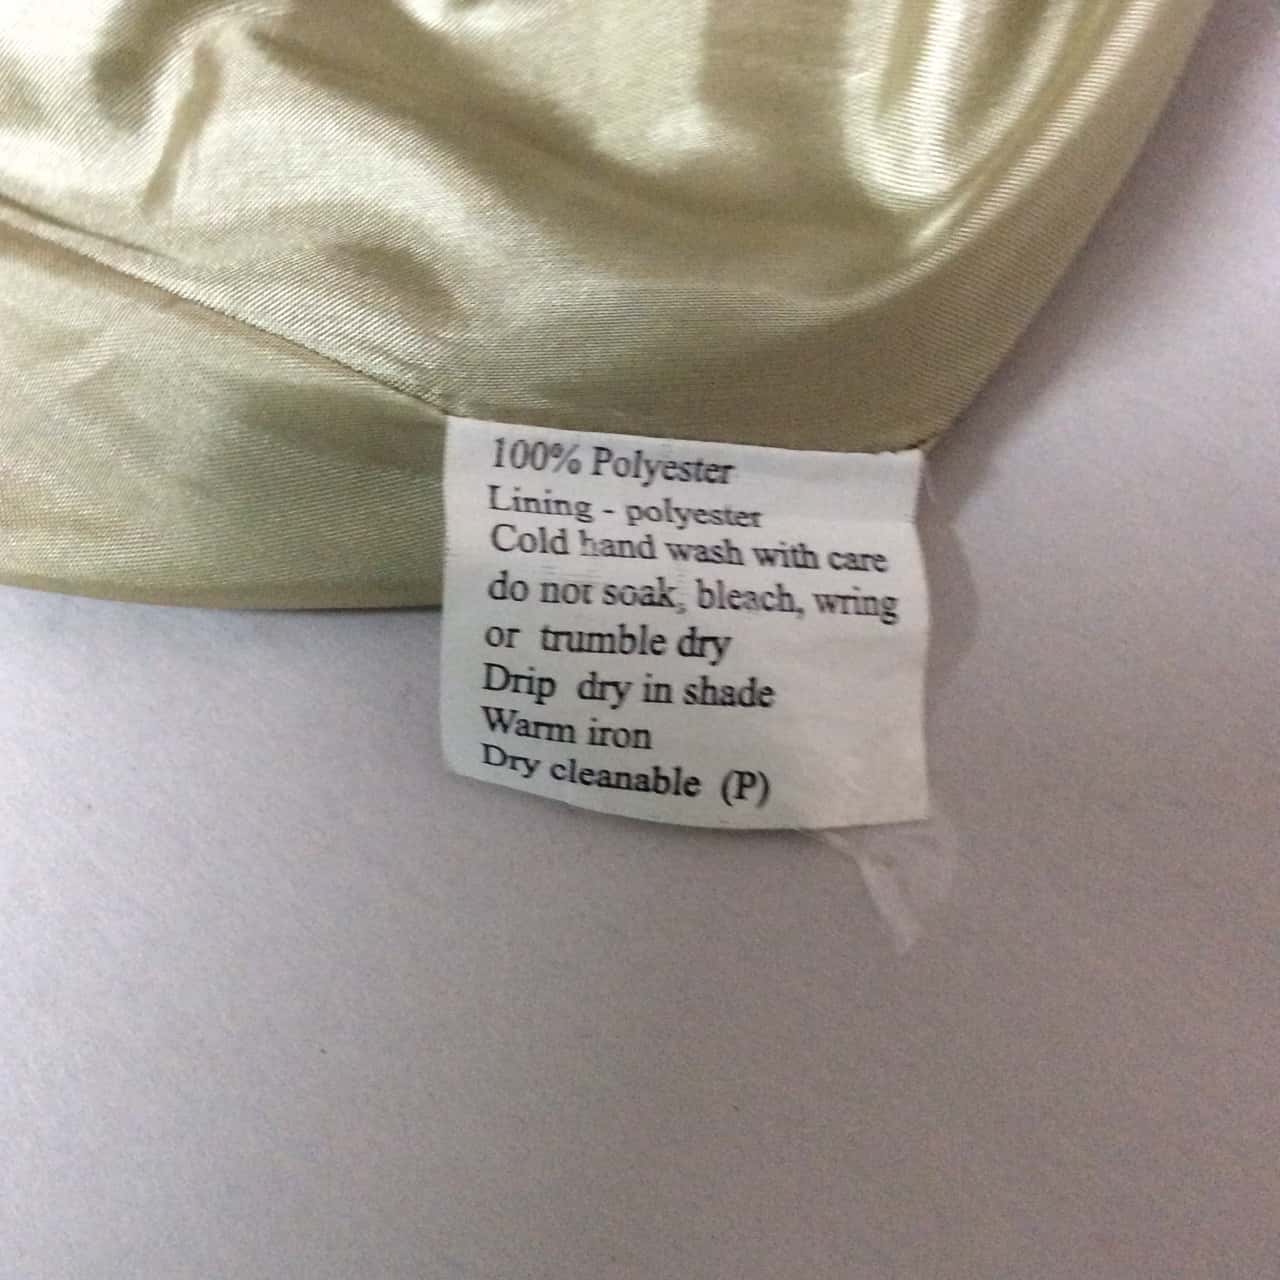 100% Polyester
Lining - polyester
Cold hand wash with care
do not soak, bleach, wring
or trumble dry
Drip dry in shade
Warm iron
Dry cleanable (P)